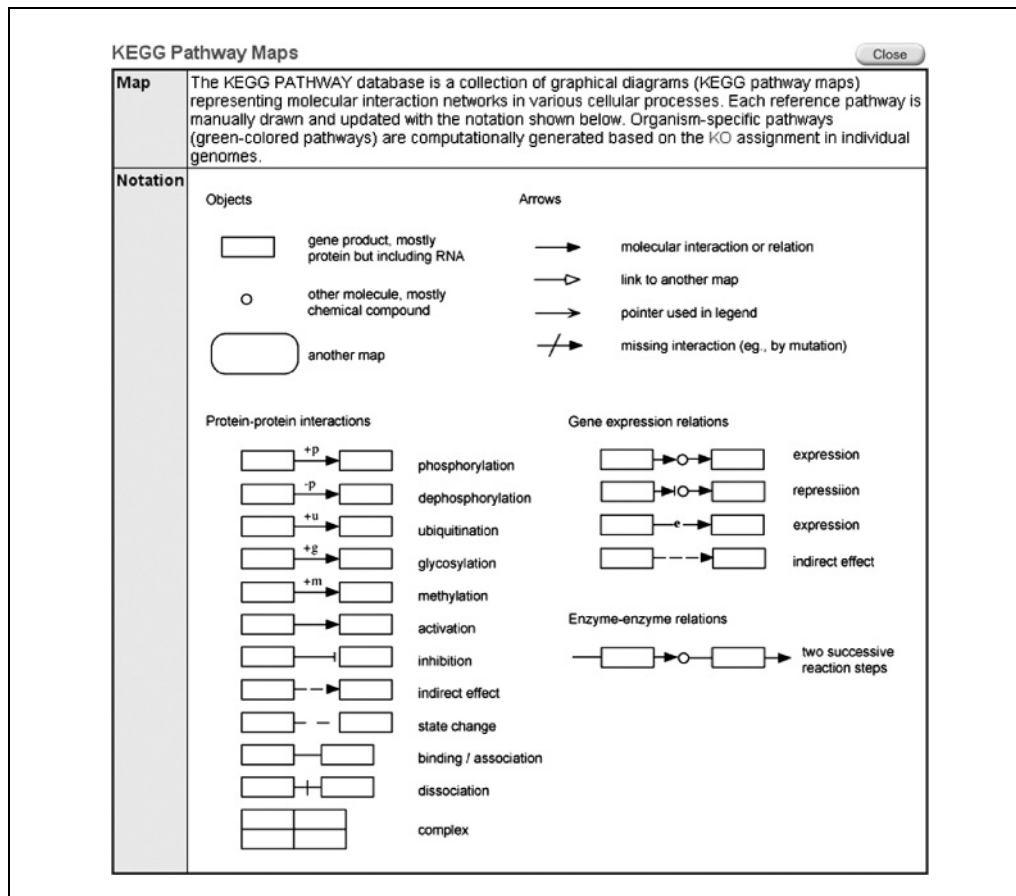 KEGG Pathway Maps
Close
Map
The KEGG PATHWAY database is a collection of graphical diagrams (KEGG pathway maps)
representing molecular interaction networks in various cellular processes. Each reference pathway is
manually drawn and updated with the notation shown below. Organism-specific pathways
(green-colored pathways) are computationally generated based on the KO assignment in individual
genomes.
Notation
Objects
gene product, mostly
protein but including RNA
other molecule, mostly
chemical compound
another map
Arrows
molecular interaction or relation
link to another map
pointer used in legend
missing interaction (eg., by mutation)
Protein-protein interactions
+p
phosphorylation
-p
dephosphorylation
+u
ubiquitination
+g
glycosylation
+m
methylation
activation
inhibition
indirect effect
state change
binding / association
dissociation
complex
Gene expression relations
expression
repressiion
e
expression
indirect effect
Enzyme-enzyme relations
two successive
reaction steps